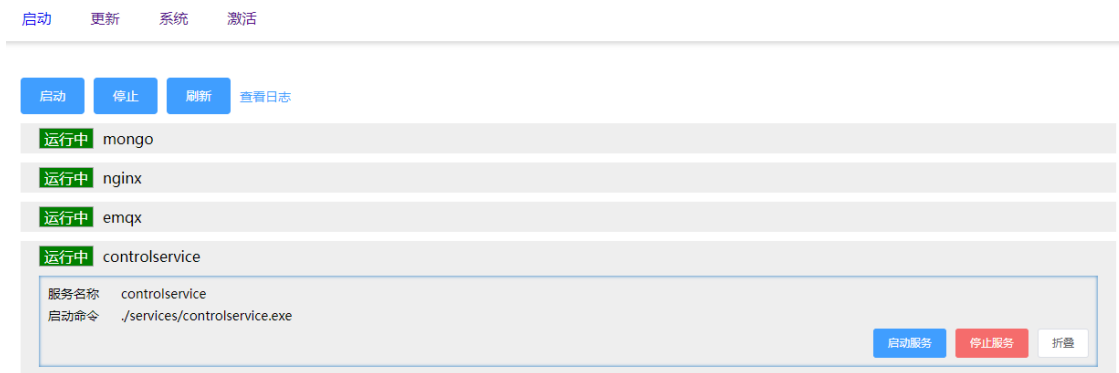 启动 更新 系统 激活
启动 停止 刷新 查看日志
运行中 mongo
运行中 nginx
运行中 emqx
运行中 controlservice
服务名称 controlservice
启动命令 ./services/controlservice.exe
启动服务 停止服务 折叠